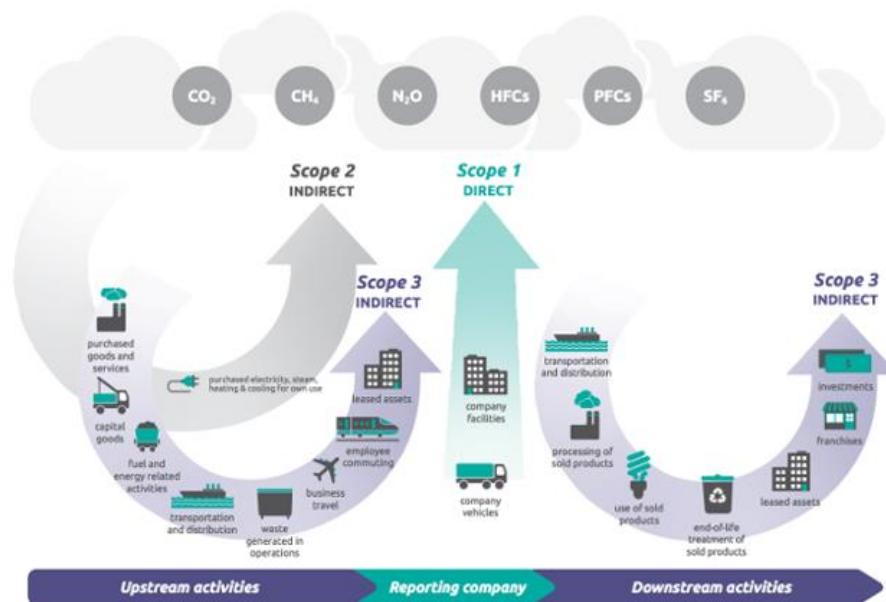 CO₂
CH₄
N₂O
HFCs
PFCs
SF₆
Scope 2
INDIRECT
Scope 1
DIRECT
Scope 3
INDIRECT
Scope 3
INDIRECT
purchased
goods and
services
capital
goods
fuel and
energy related
activities
purchased electricity, steam,
heating & cooling for own use
transportation
and distribution
waste
generated in
operations
business
travel
employee
commuting
leased assets
company
facilities
company
vehicles
transportation
and distribution
processing of
sold products
use of sold
products
end-of-life
treatment of
sold products
leased assets
franchises
investments
Upstream activities
Reporting company
Downstream activities